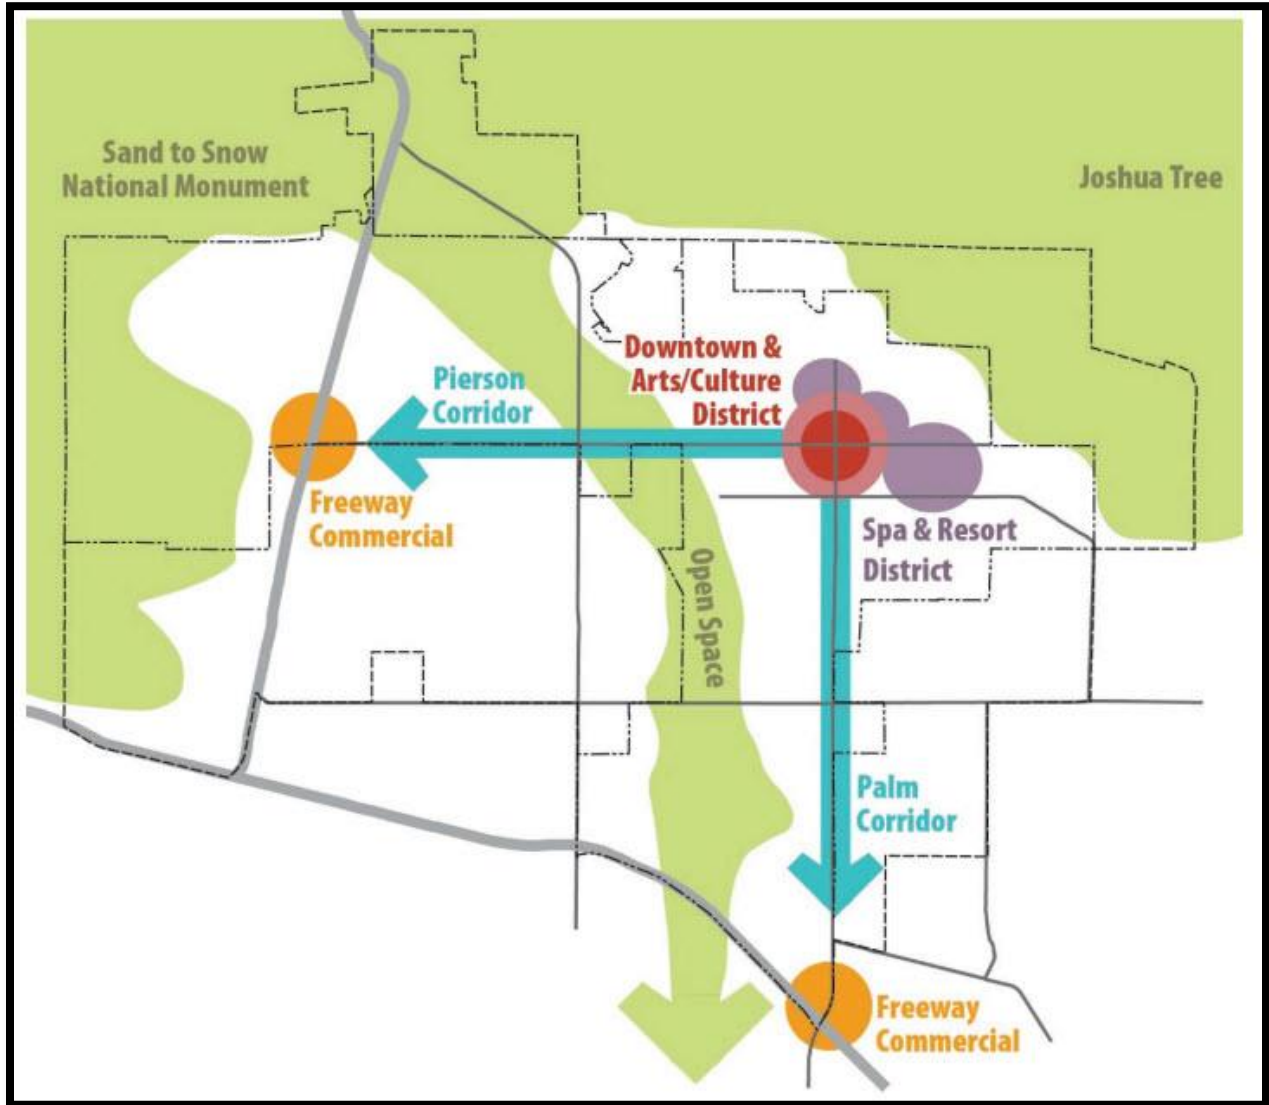 Sand to Snow
National Monument
Joshua Tree
Downtown &
Arts/Culture
District
Pierson
Corridor
Freeway
Commercial
Spa & Resort
District
Open Space
Palm
Corridor
Freeway
Commercial